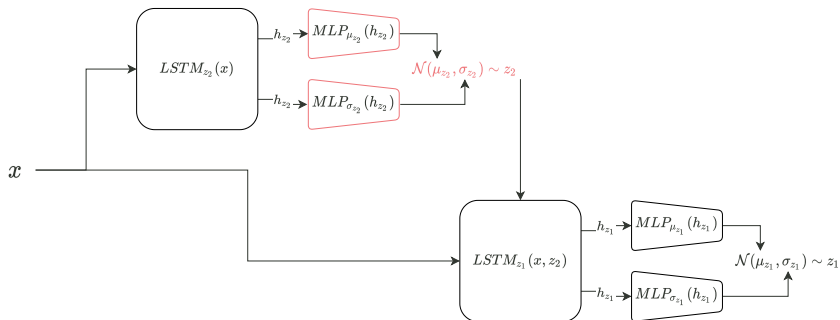 h_{z_2}
MLP_{μ_{z_2}}(h_{z_2})
LSTM_{z_2}(x)
𝒩(μ_{z_2}, σ_{z_2}) ∼ z_2
h_{z_2}
MLP_{σ_{z_2}}(h_{z_2})
x
h_{z_1}
MLP_{μ_{z_1}}(h_{z_1})
LSTM_{z_1}(x, z_2)
𝒩(μ_{z_1}, σ_{z_1}) ∼ z_1
h_{z_1}
MLP_{σ_{z_1}}(h_{z_1})